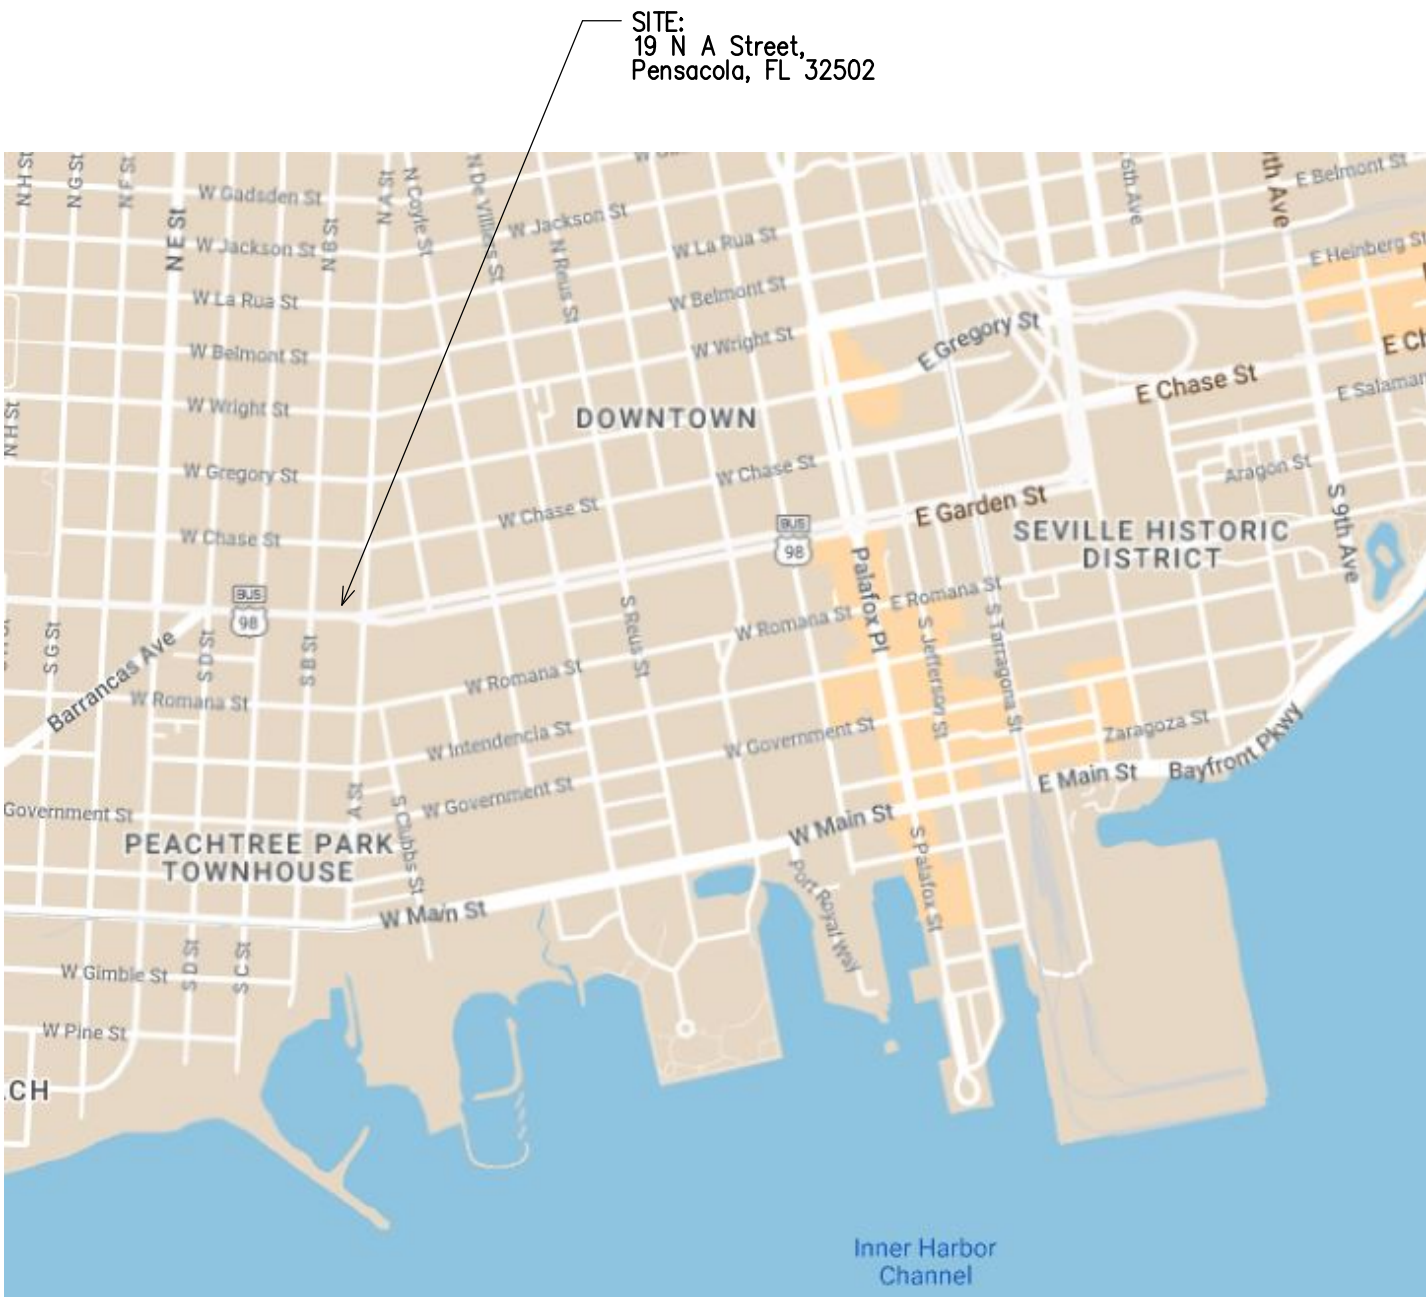 SITE:
19 N A Street,
Pensacola, FL 32502
N H St
N G St
N F St
N E St
W Gadsden St
N B St
N A St
N Coyle St
N De Villiers St
W Jackson St
W Jackson St
N Reus St
W La Rua St
W La Rua St
W Belmont St
W Belmont St
W Wright St
W Wright St
6th Ave
E Belmont St
E Heinberg St
E Gregory St
E Chase St
E Ch
E Salaman
N H St
W Gregory St
DOWNTOWN
W Chase St
W Chase St
W Chase St
Aragon St
S 9th Ave
E Garden St
SEVILLE HISTORIC
DISTRICT
BUS
98
BUS
98
Palafox Pl
E Romana St
W Romana St
S Jefferson St
S Tarragona St
S G St
Barrancas Ave
S D St
S B St
S Reus St
W Romana St
W Romana St
W Intendencia St
W Government St
Zaragoza St
Bayfront Pkwy
E Main St
A St
S Clubbs St
W Government St
Government St
PEACHTREE PARK
TOWNHOUSE
W Main St
W Main St
Port Royal Way
S Palafox St
W Gimble St
S D St
S C St
W Pine St
CH
Inner Harbor
Channel